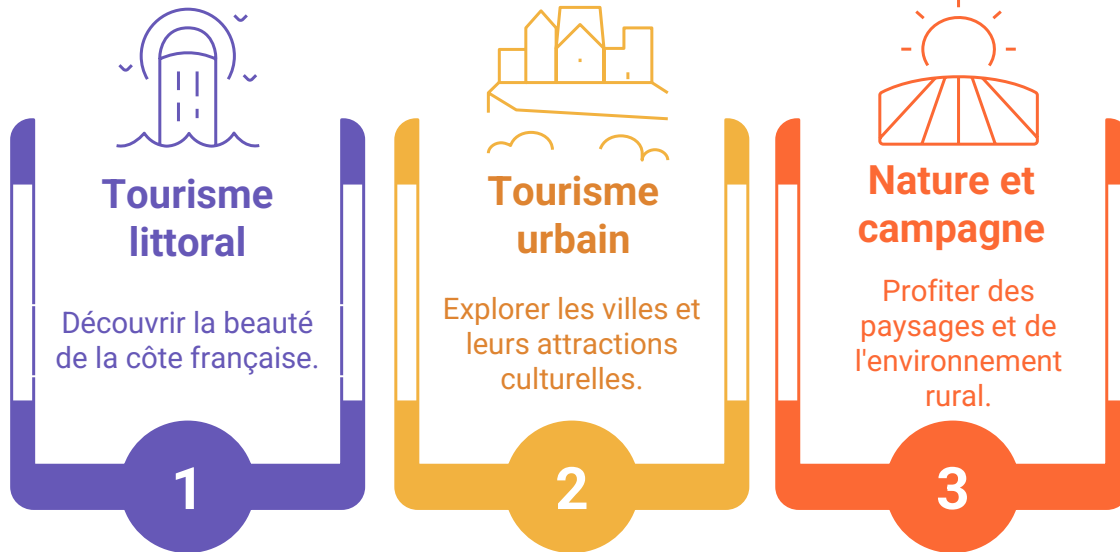 Tourisme
littoral
Découvrir la beauté
de la côte française.
1
Tourisme
urbain
Explorer les villes et
leurs attractions
culturelles.
2
Nature et
campagne
Profiter des
paysages et de
l'environnement
rural.
3